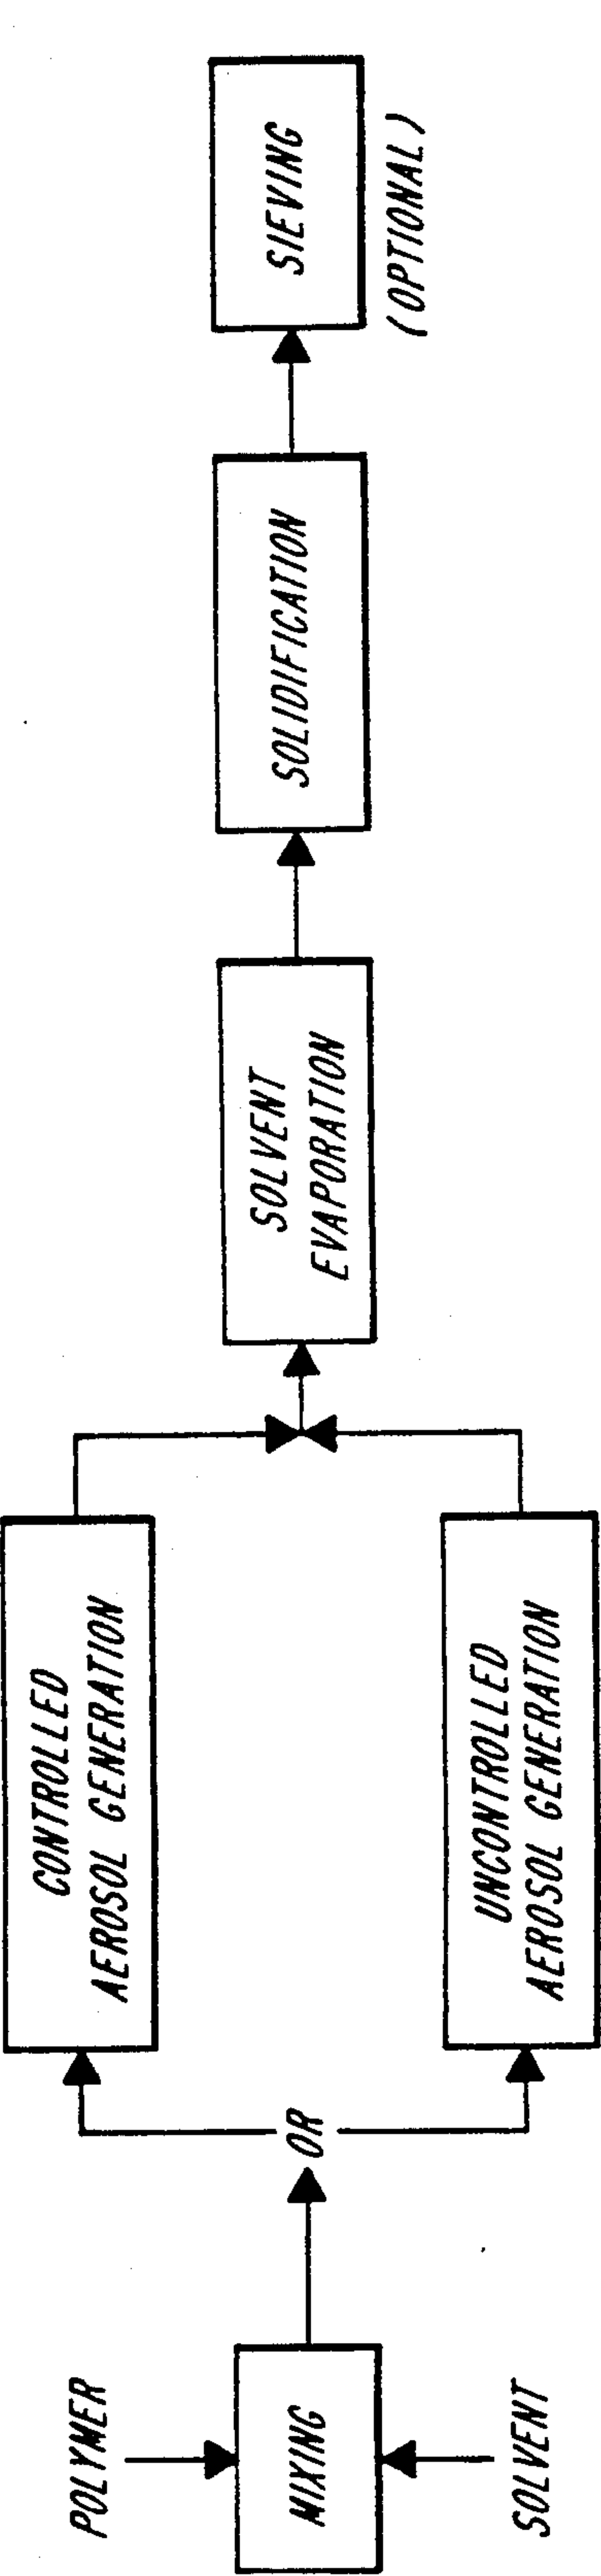 POLYMER
MIXING
SOLVENT
OR
CONTROLLED
AEROSOL GENERATION
UNCONTROLLED
AEROSOL GENERATION
SOLVENT
EVAPORATION
SOLIDIFICATION
SIEVING
(OPTIONAL)